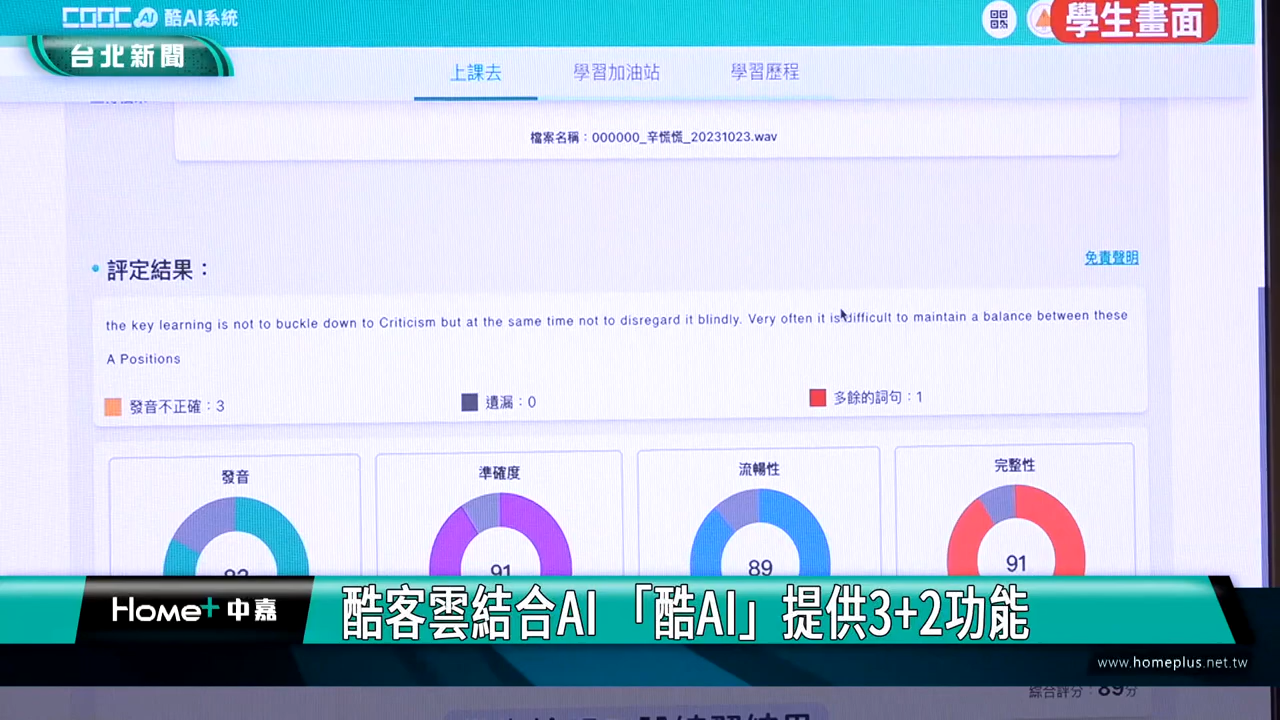 COOC AI 酷AI系統
學生畫面
台北新聞
上課去 學習加油站 學習歷程
檔案名稱：000000_辛慌慌_20231023.wav
評定結果：
免責聲明
the key learning is not to buckle down to Criticism but at the same time not to disregard it blindly. Very often it is difficult to maintain a balance between these
A Positions
發音不正確：3
遺漏：0
多餘的詞句：1
發音 準確度 流暢性 完整性
91 89 91
Home+中嘉
酷客雲結合AI「酷AI」提供3+2功能
www.homeplus.net.tw
綜合評分：89分